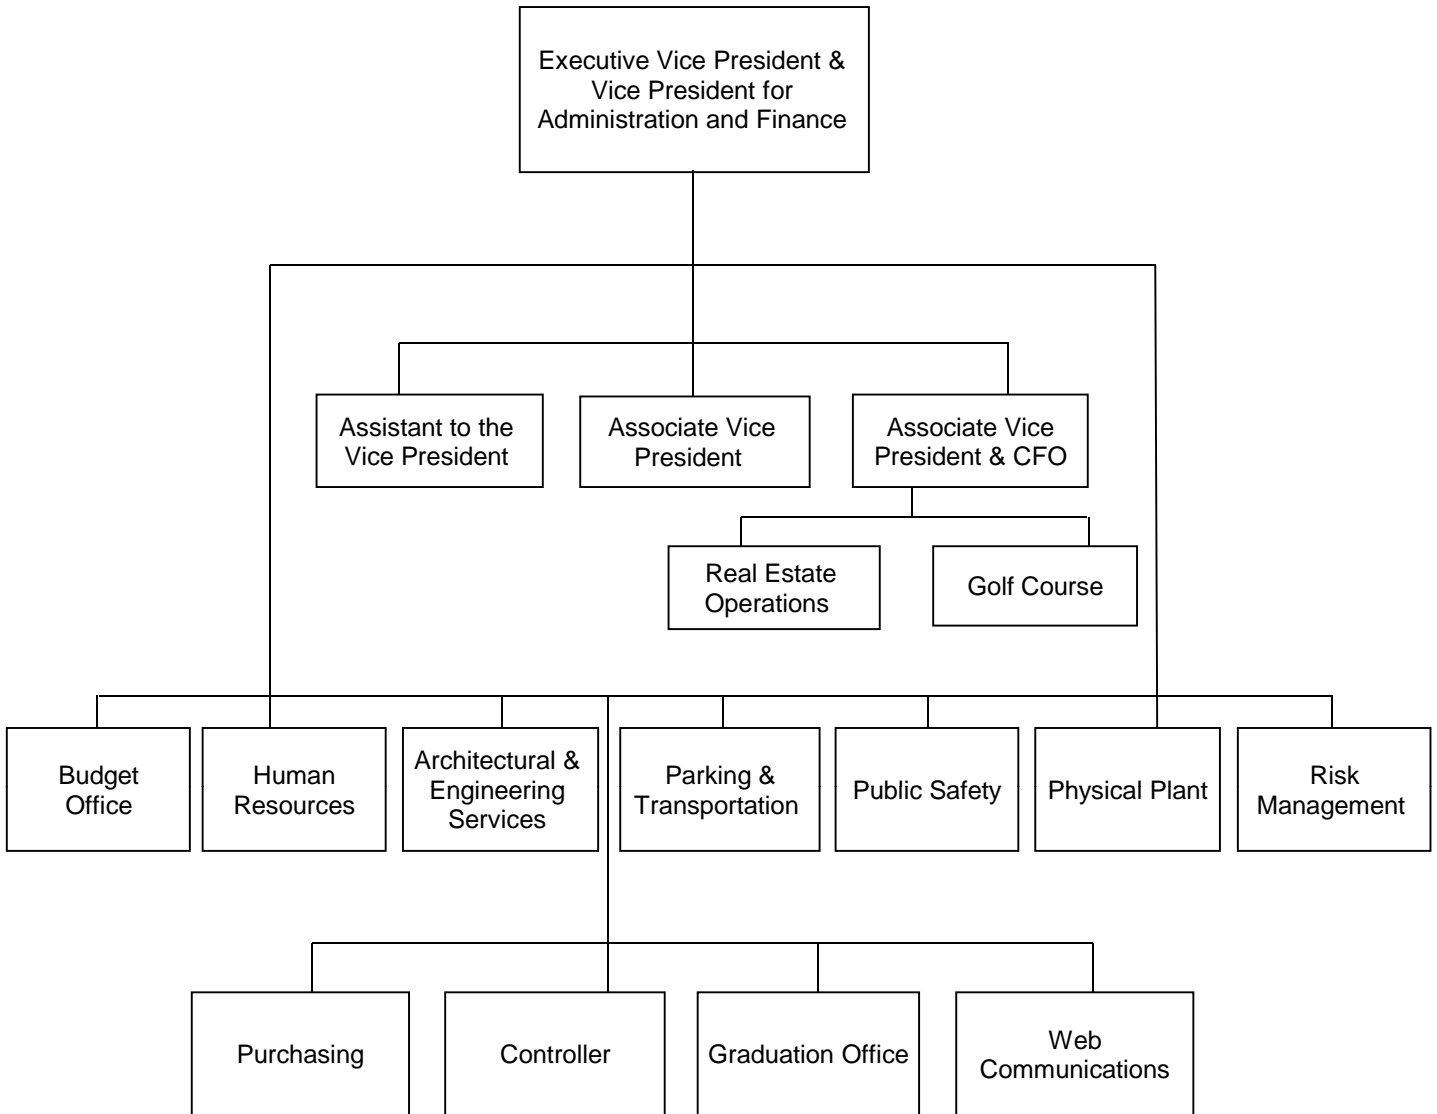 Executive Vice President &
Vice President for
Administration and Finance
Assistant to the
Vice President
Associate Vice
President
Associate Vice
President & CFO
Real Estate
Operations
Golf Course
Budget
Office
Human
Resources
Architectural &
Engineering
Services
Parking &
Transportation
Public Safety
Physical Plant
Risk
Management
Purchasing
Controller
Graduation Office
Web
Communications